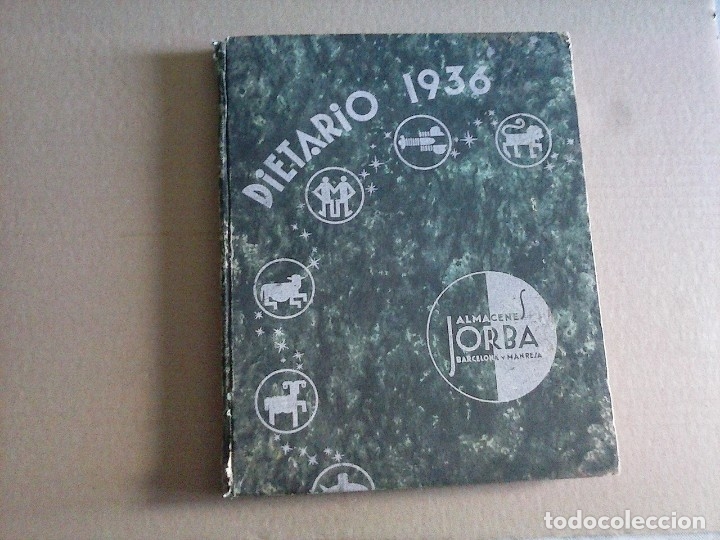 DIETARIO 1936
ALMACENES
JORBA
BARCELONA Y MANRESA
todocoleccion